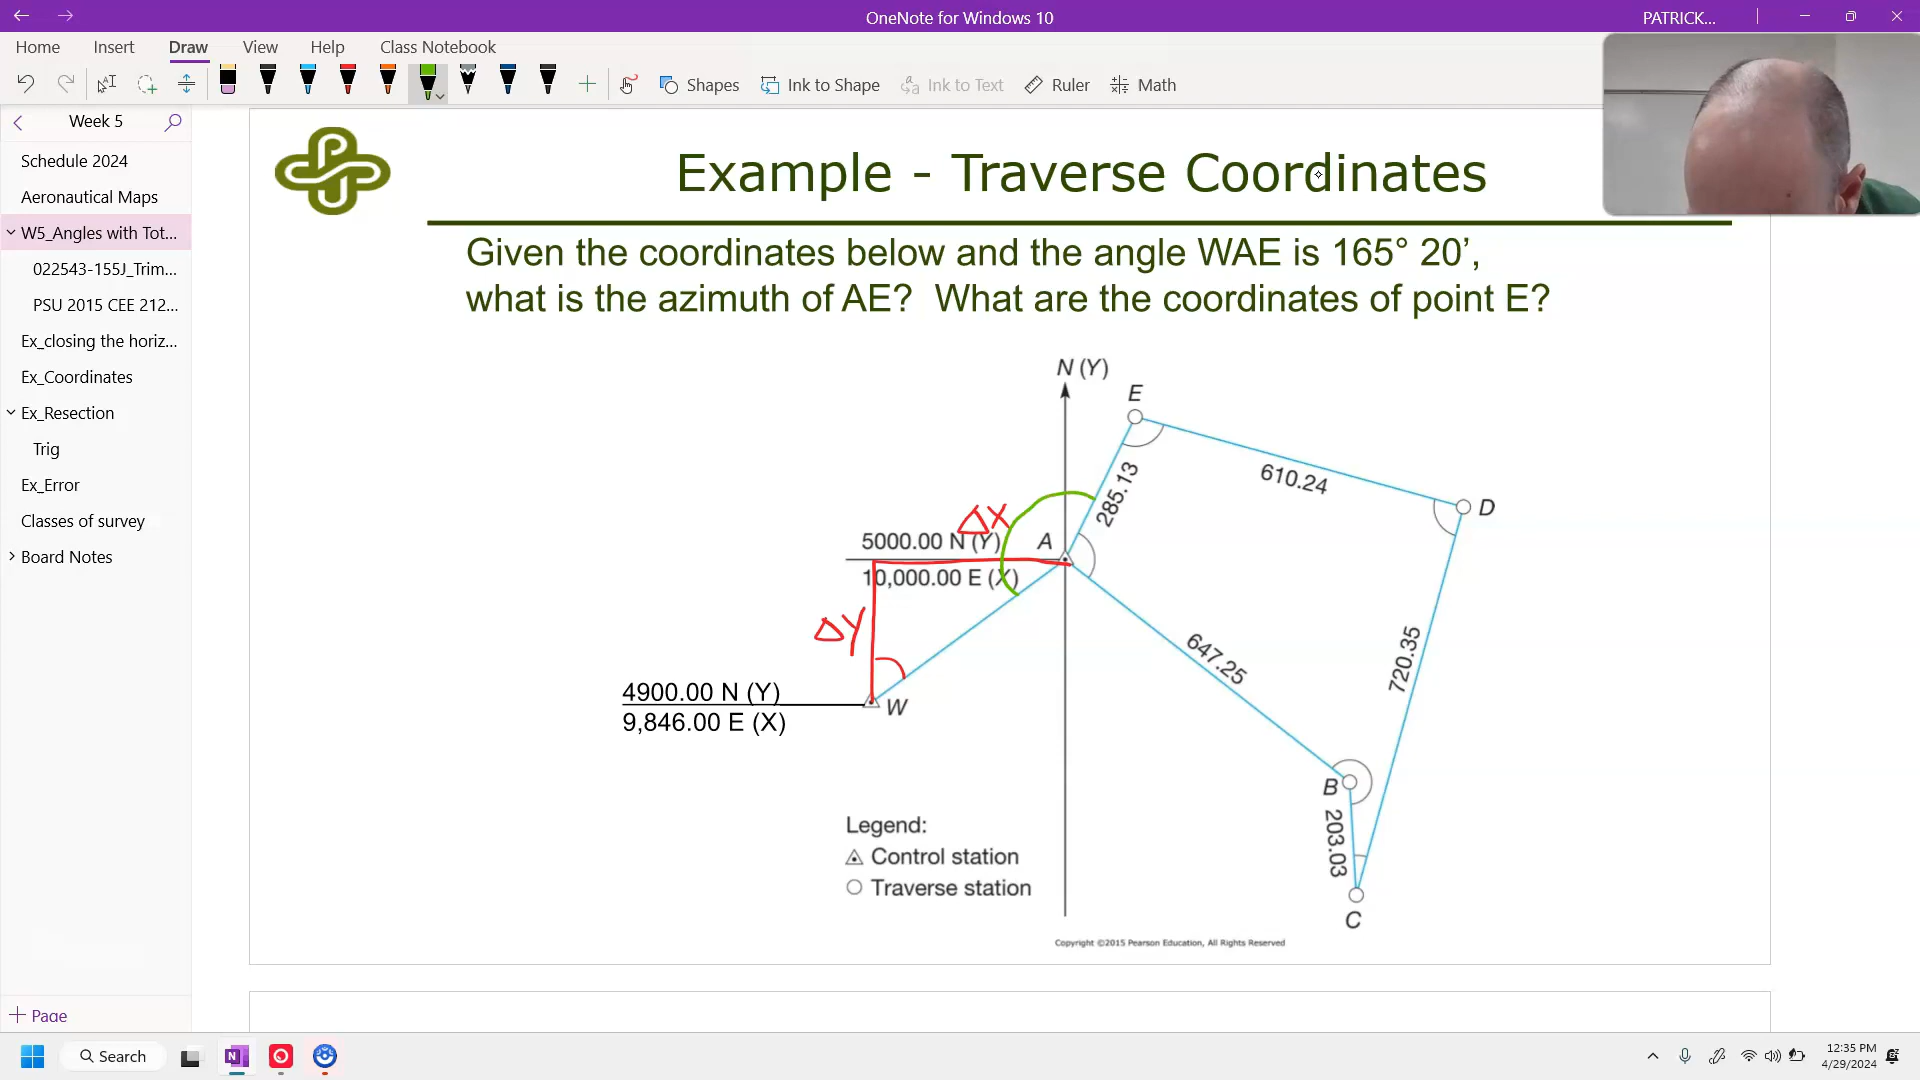 OneNote for Windows 10
PATRICK...
Home Insert Draw View Help Class Notebook
Shapes Ink to Shape Ink to Text Ruler Math
Week 5
Schedule 2024
Aeronautical Maps
W5_Angles with Tot...
022543-155J_Trim...
PSU 2015 CEE 212...
Ex_closing the horiz...
Ex_Coordinates
Ex_Resection
Trig
Ex_Error
Classes of survey
Board Notes
Page
PU
Example - Traverse Coordinates
Given the coordinates below and the angle WAE is 165° 20’,
what is the azimuth of AE? What are the coordinates of point E?
N (Y)
E
285.13
610.24
D
ΔX
5000.00 N (Y)
A
10,000.00 E (X)
ΔY
4900.00 N (Y)
9,846.00 E (X)
W
647.25
720.35
B
203.03
C
Legend:
Control station
Traverse station
Copyright ©2015 Pearson Education, All Rights Reserved
Search
N
12:35 PM
4/29/2024